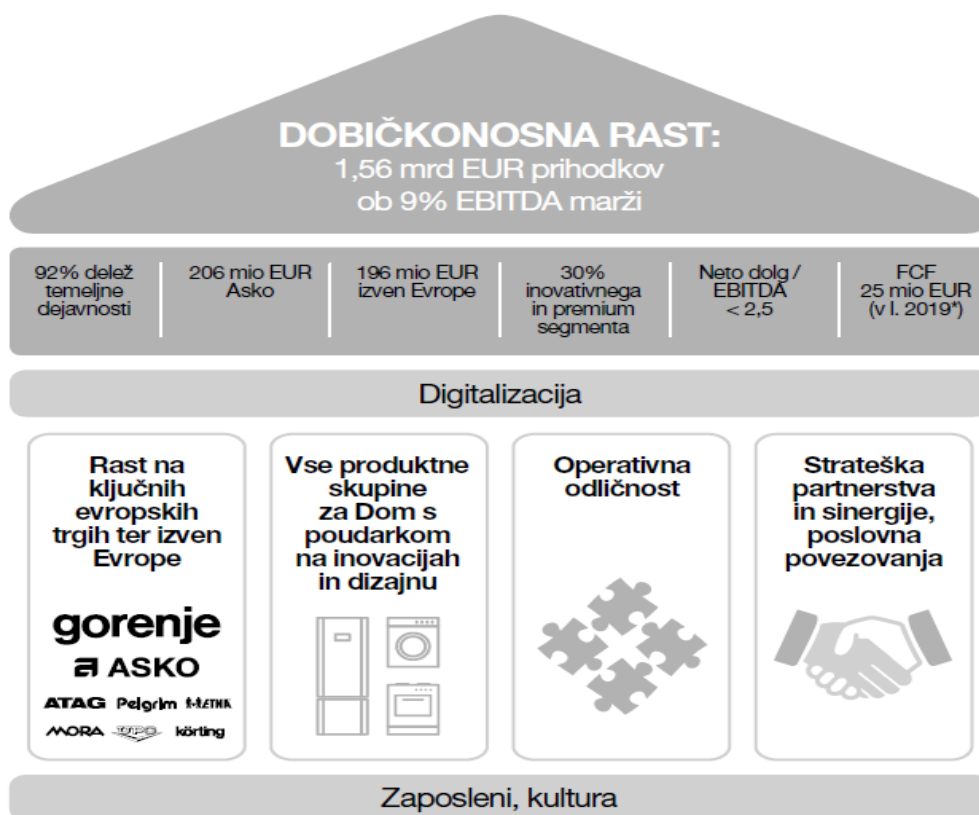 DOBIČKONOSNA RAST:
1,56 mrd EUR prihodkov
ob 9% EBITDA marži
92% delež
temeljne
dejavnosti
206 mio EUR
Asko
196 mio EUR
izven Evrope
30%
inovativnega
in premium
segmenta
Neto dolg /
EBITDA
< 2,5
FCF
25 mio EUR
(v l. 2019*)
Digitalizacija
Rast na
ključnih
evropskih
trgih ter izven
Evrope
gorenje
ASKO
ATAG Pelgrim ETNA
MORA UPO körting
Vse produktne
skupine
za Dom s
poudarkom
na inovacijah
in dizajnu
Operativna
odličnost
Strateška
partnerstva
in sinergije,
poslovna
povezovanja
Zaposleni, kultura